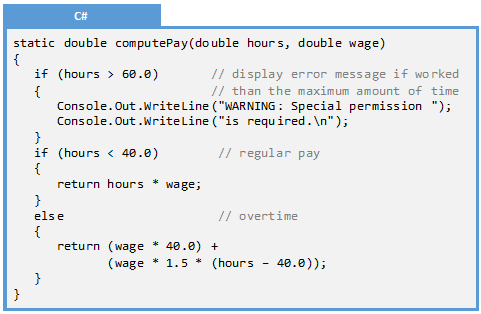 C#
static double computePay(double hours, double wage)
{
   if (hours > 60.0)       // display error message if worked
   {                       // than the maximum amount of time
      Console.Out.WriteLine("WARNING: Special permission ");
      Console.Out.WriteLine("is required.\n");
   }
   if (hours < 40.0)        // regular pay
   {
      return hours * wage;
   }
   else                     // overtime
   {
      return (wage * 40.0) +
             (wage * 1.5 * (hours – 40.0));
   }
}